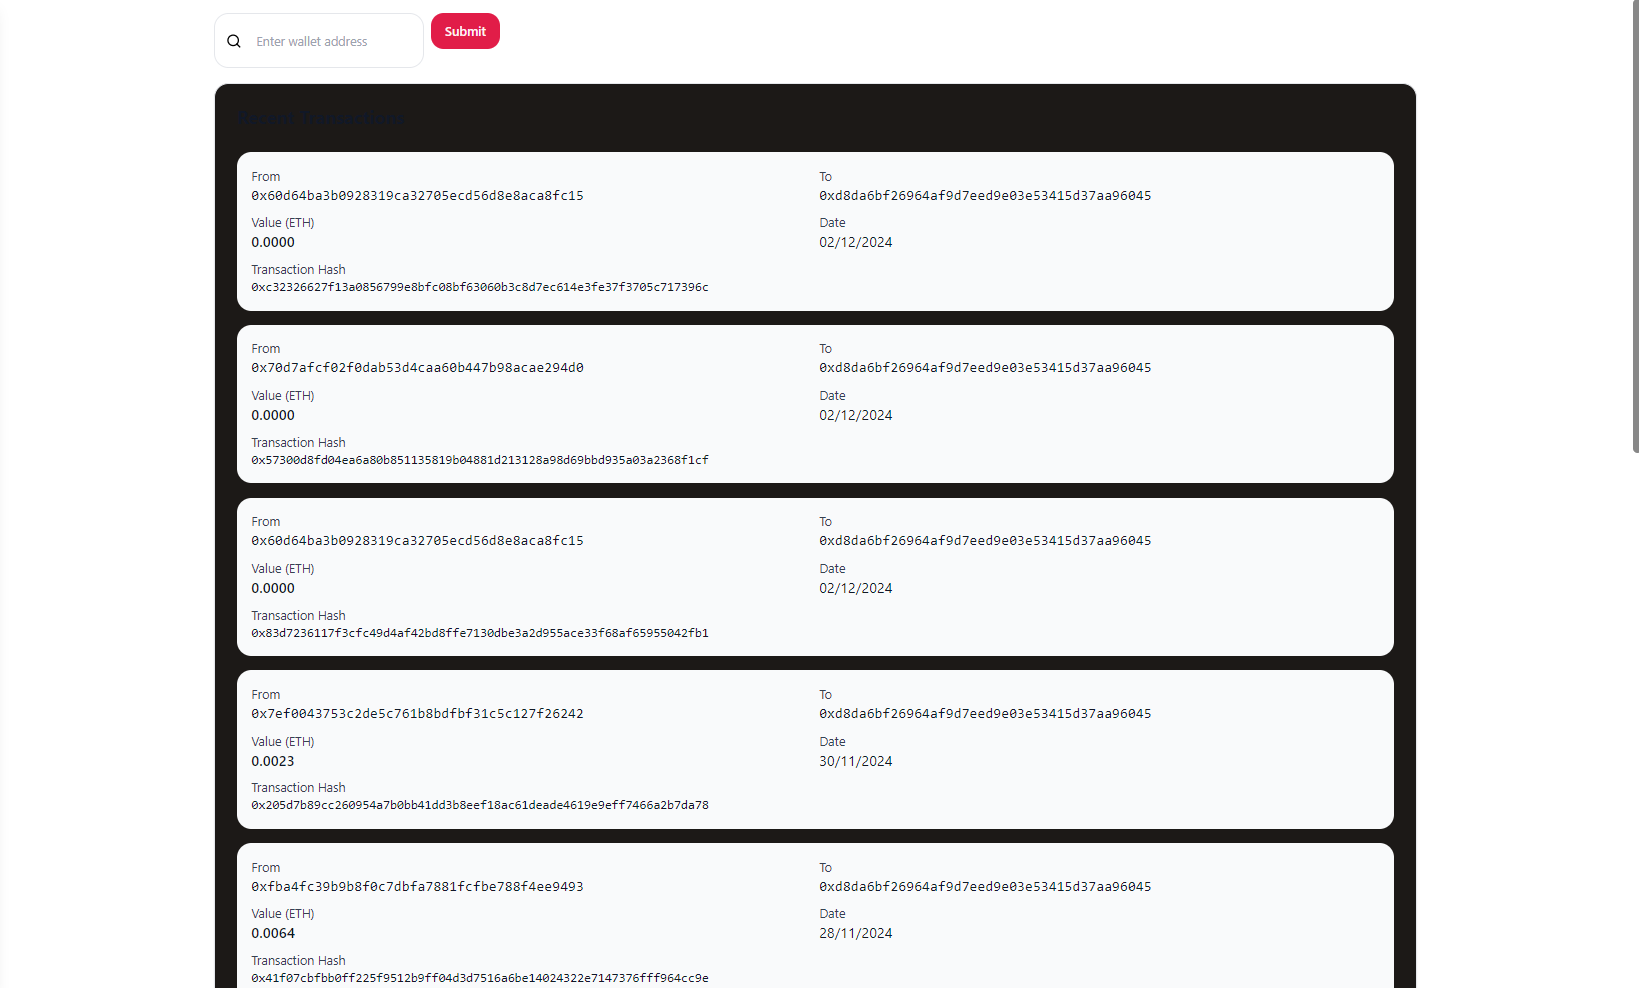 Enter wallet address
Submit
Recent Transactions
From
0x60d64ba3b0928319ca32705ecd56d8e8aca8fc15
To
0xd8da6bf26964af9d7eed9e03e53415d37aa96045
Value (ETH)
0.0000
Date
02/12/2024
Transaction Hash
0xc32326627f13a0856799e8bfc08bf63060b3c8d7ec614e3fe37f3705c717396c
From
0x70d7afcf02f0dab53d4caa60b447b98acae294d0
To
0xd8da6bf26964af9d7eed9e03e53415d37aa96045
Value (ETH)
0.0000
Date
02/12/2024
Transaction Hash
0x57300d8fd04ea6a80b851135819b04881d213128a98d69bbd935a03a2368f1cf
From
0x60d64ba3b0928319ca32705ecd56d8e8aca8fc15
To
0xd8da6bf26964af9d7eed9e03e53415d37aa96045
Value (ETH)
0.0000
Date
02/12/2024
Transaction Hash
0x83d7236117f3cfc49d4af42bd8ffe7130dbe3a2d955ace33f68af65955042fb1
From
0x7ef0043753c2de5c761b8bdfbf31c5c127f26242
To
0xd8da6bf26964af9d7eed9e03e53415d37aa96045
Value (ETH)
0.0023
Date
30/11/2024
Transaction Hash
0x205d7b89cc260954a7b0bb41dd3b8eef18ac61deade4619e9eff7466a2b7da78
From
0xfba4fc39b9b8f0c7dbfa7881fcfbe788f4ee9493
To
0xd8da6bf26964af9d7eed9e03e53415d37aa96045
Value (ETH)
0.0064
Date
28/11/2024
Transaction Hash
0x41f07cbfbb0ff225f9512b9ff04d3d7516a6be14024322e7147376fff964cc9e